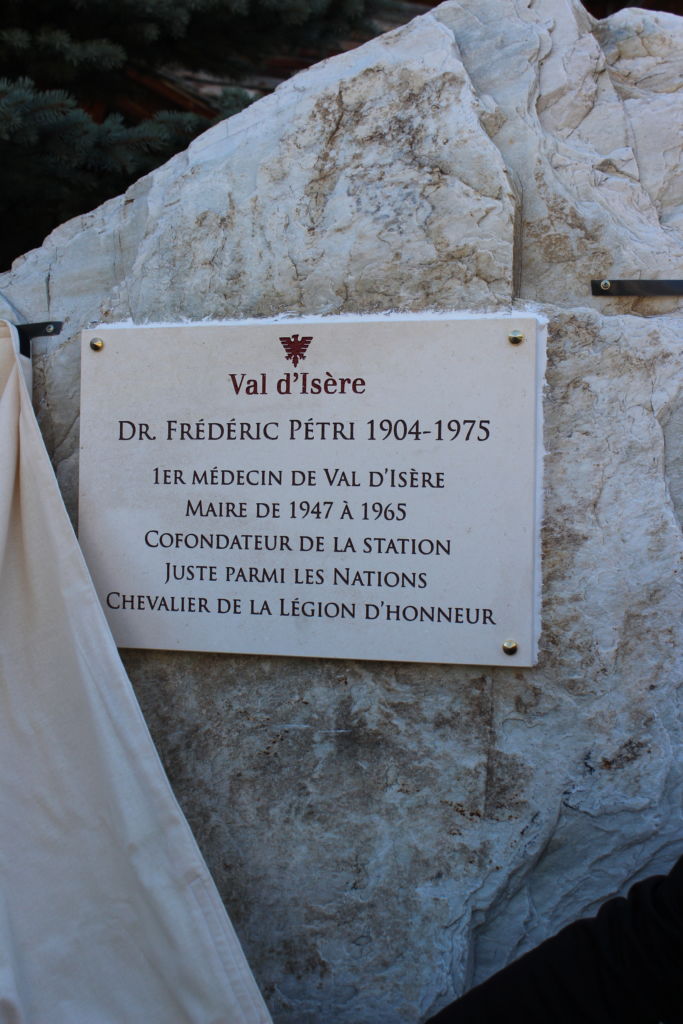 Val d'Isère
Dr. Frédéric Pétri 1904-1975
1er médecin de Val d'Isère
Maire de 1947 à 1965
Cofondateur de la station
Juste parmi les Nations
Chevalier de la Légion d'honneur